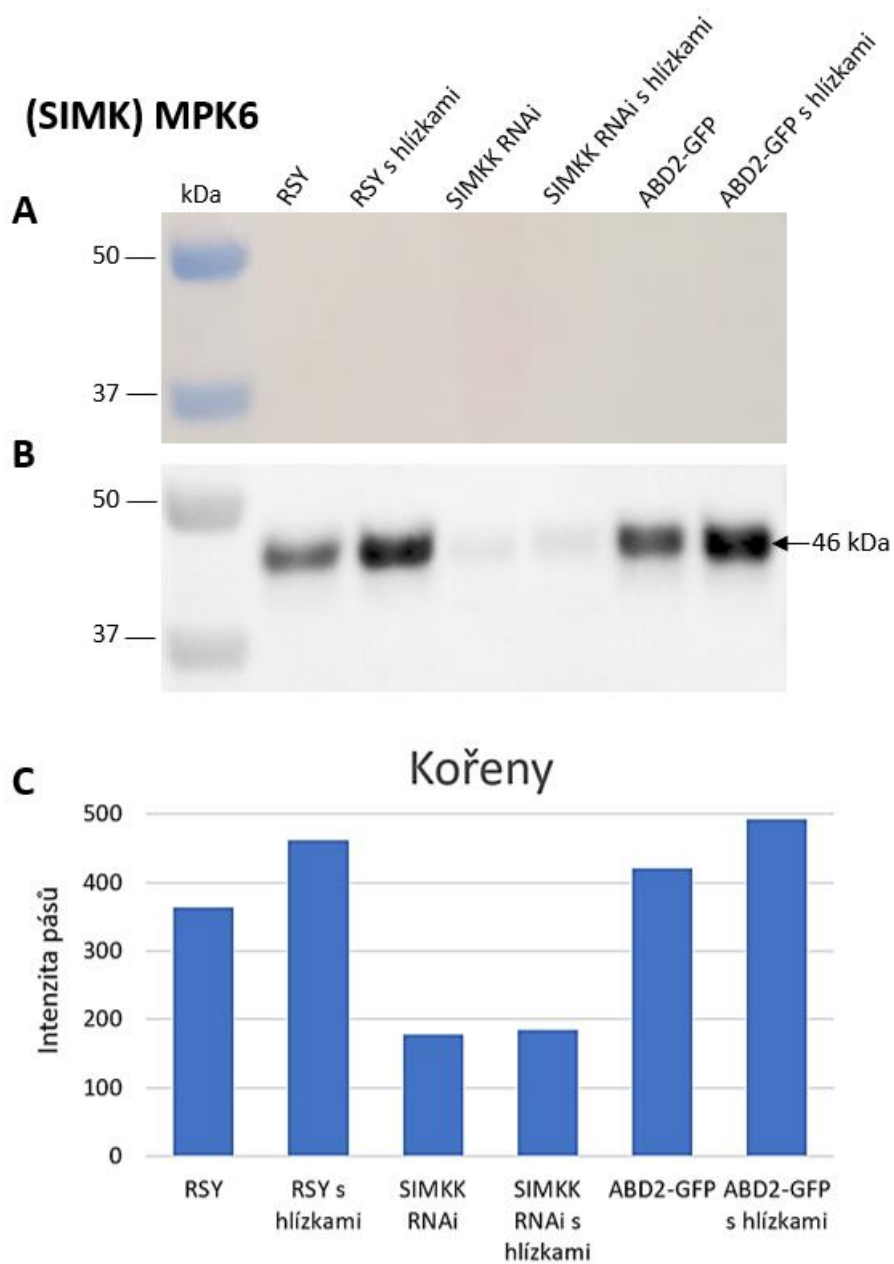 (SIMK) MPK6
kDa
RSY
RSY s hlízkami
SIMKK RNAi
SIMKK RNAi s hlízkami
ABD2-GFP
ABD2-GFP s hlízkami
A
50
37
B
50
46 kDa
37
C
Kořeny
Intenzita pásů
500
400
300
200
100
0
RSY
RSY s
hlízkami
SIMKK
RNAi
SIMKK
RNAi s
hlízkami
ABD2-GFP
ABD2-GFP
s hlízkami